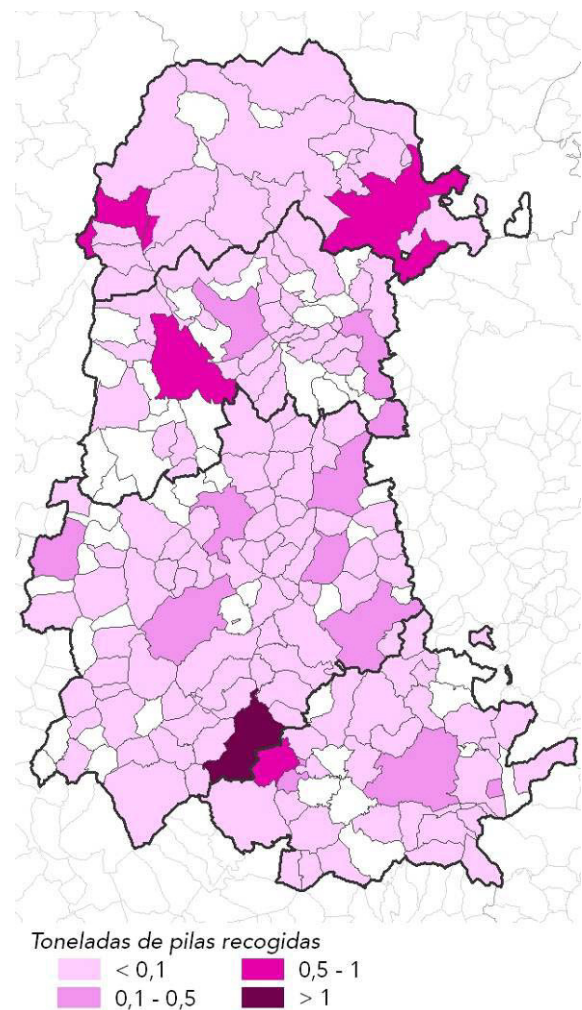 Toneladas de pilas recogidas
< 0,1 0,5 - 1
0,1 - 0,5 > 1